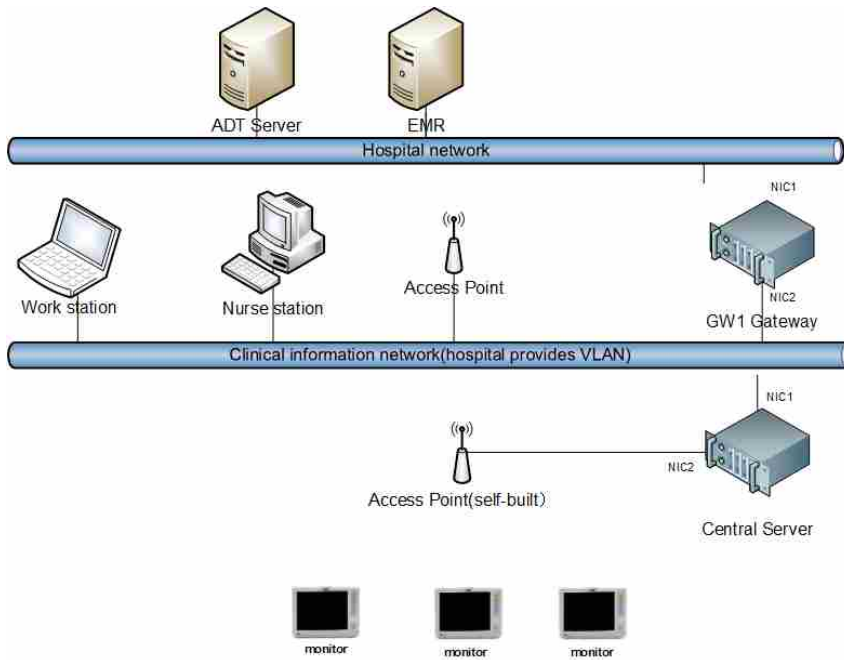 ADT Server
EMR
Hospital network
NIC1
Work station
Nurse station
Access Point
NIC2
GW1 Gateway
Clinical information network(hospital provides VLAN)
NIC1
NIC2
Access Point(self-built)
Central Server
monitor
monitor
monitor